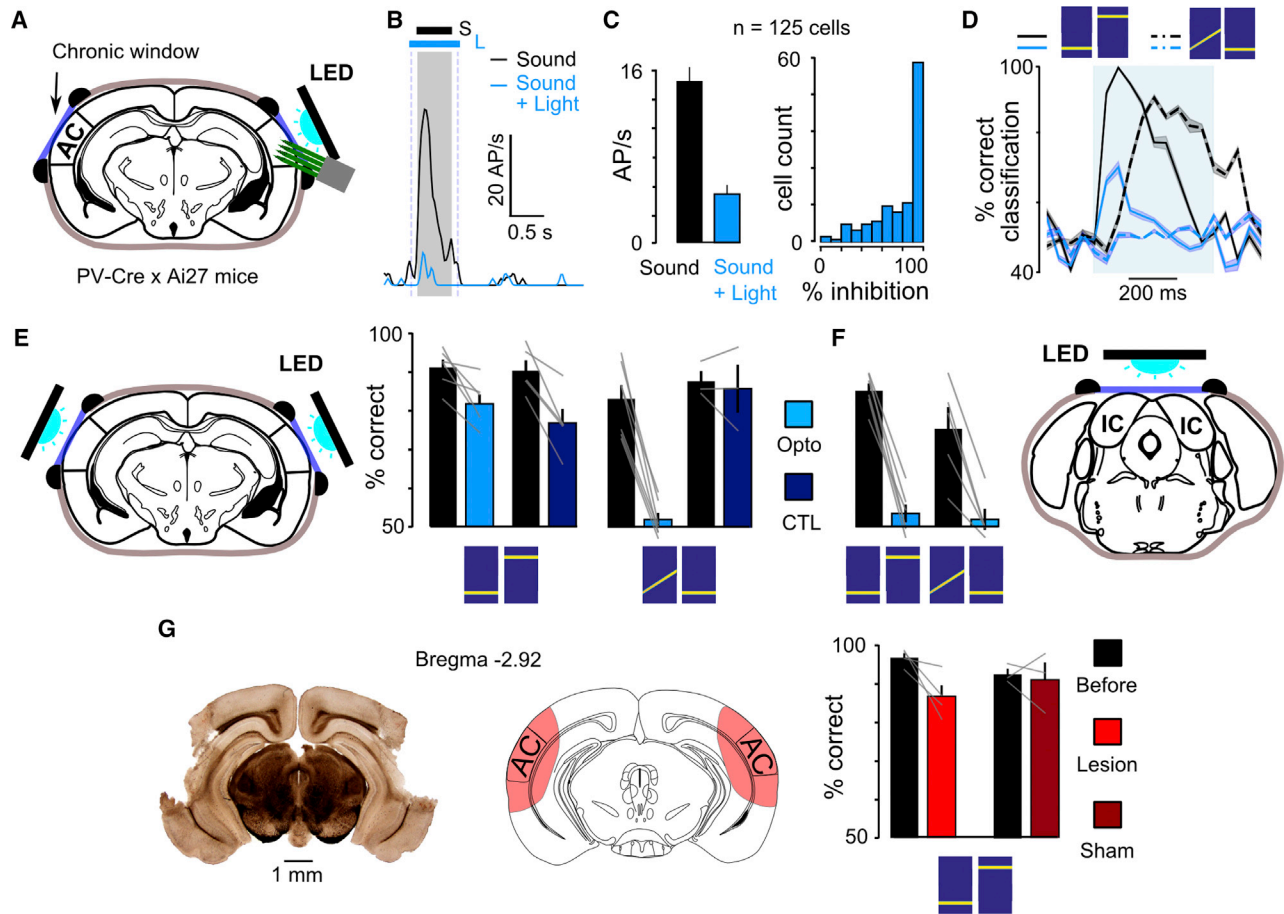 A
Chronic window
LED
AC
PV-Cre x Ai27 mice
B
S
L
Sound
Sound
+ Light
20 AP/s
0.5 s
C
n = 125 cells
16
AP/s
0
Sound
Sound
+ Light
60
cell count
0
0
100
% inhibition
D
100
% correct
classification
40
200 ms
E
LED
100
% correct
50
Opto
CTL
F
LED
IC
IC
G
Bregma -2.92
1 mm
AC
AC
100
% correct
50
Before
Lesion
Sham